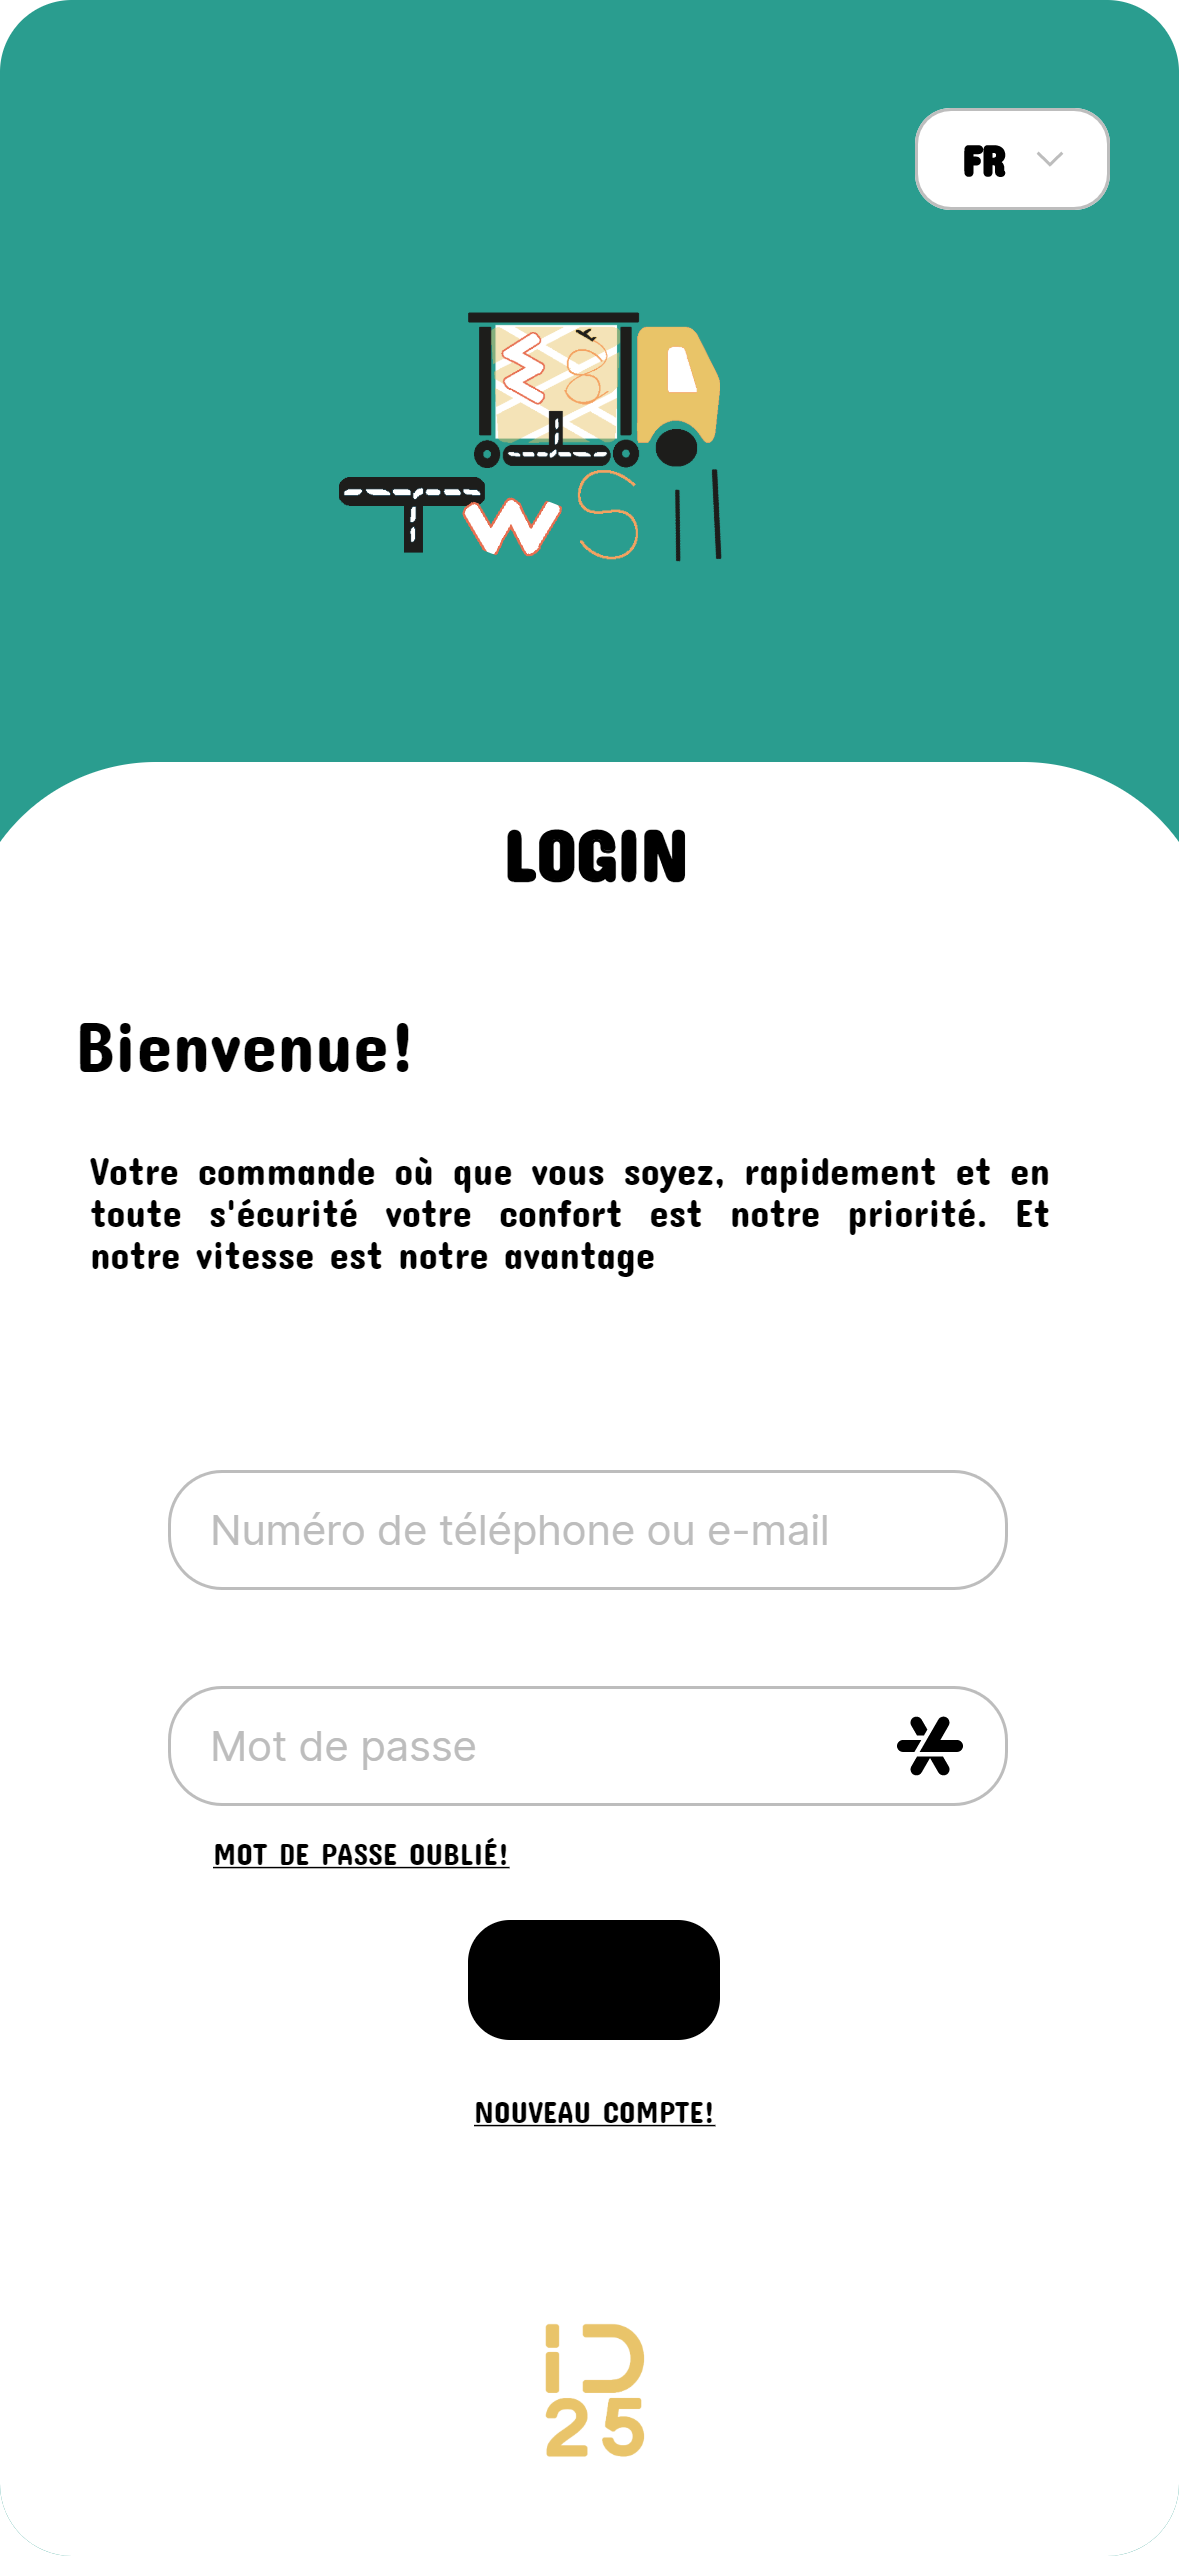 FR
LOGIN
Bienvenue!
Votre commande où que vous soyez, rapidement et en
toute s'écurité votre confort est notre priorité. Et
notre vitesse est notre avantage
Numéro de téléphone ou e-mail
Mot de passe
MOT DE PASSE OUBLIÉ!
NOUVEAU COMPTE!
ID
25